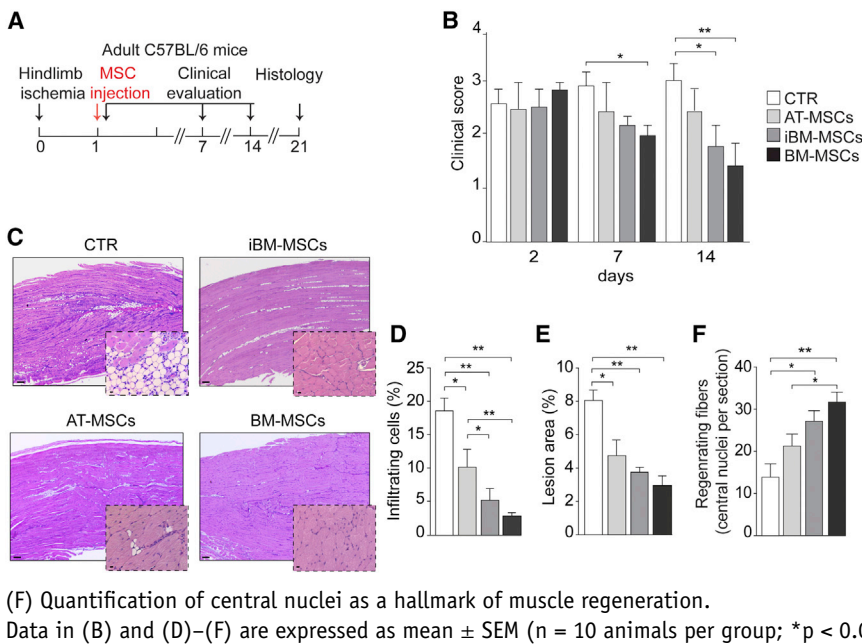 A
Adult C57BL/6 mice
Hindlimb ischemia
MSC injection
Clinical evaluation
Histology
0 1 7 14 21
B
Clinical score
4
3
2
1
0
* ** *
2 7 14
days
CTR
AT-MSCs
iBM-MSCs
BM-MSCs
C
CTR iBM-MSCs
AT-MSCs BM-MSCs
D
Infiltrating cells (%)
25
20
15
10
5
0
**
**
* **
*
E
Lesion area (%)
10
8
6
4
2
0
**
**
*
F
Regenrating fibers
(central nuclei per section)
40
30
20
10
0
**
*
*
(F) Quantification of central nuclei as a hallmark of muscle regeneration.
Data in (B) and (D)–(F) are expressed as mean ± SEM (n = 10 animals per group; *p < 0.